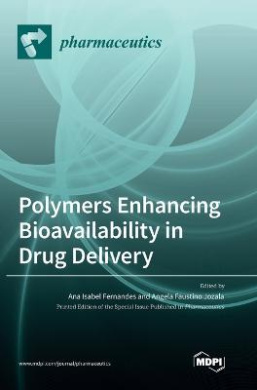 pharmaceutics
Polymers Enhancing
Bioavailability in
Drug Delivery
Edited by
Ana Isabel Fernandes and Angela Faustino Jozala
Printed Edition of the Special Issue Published in Pharmaceutics
www.mdpi.com/journal/pharmaceutics
MDPI